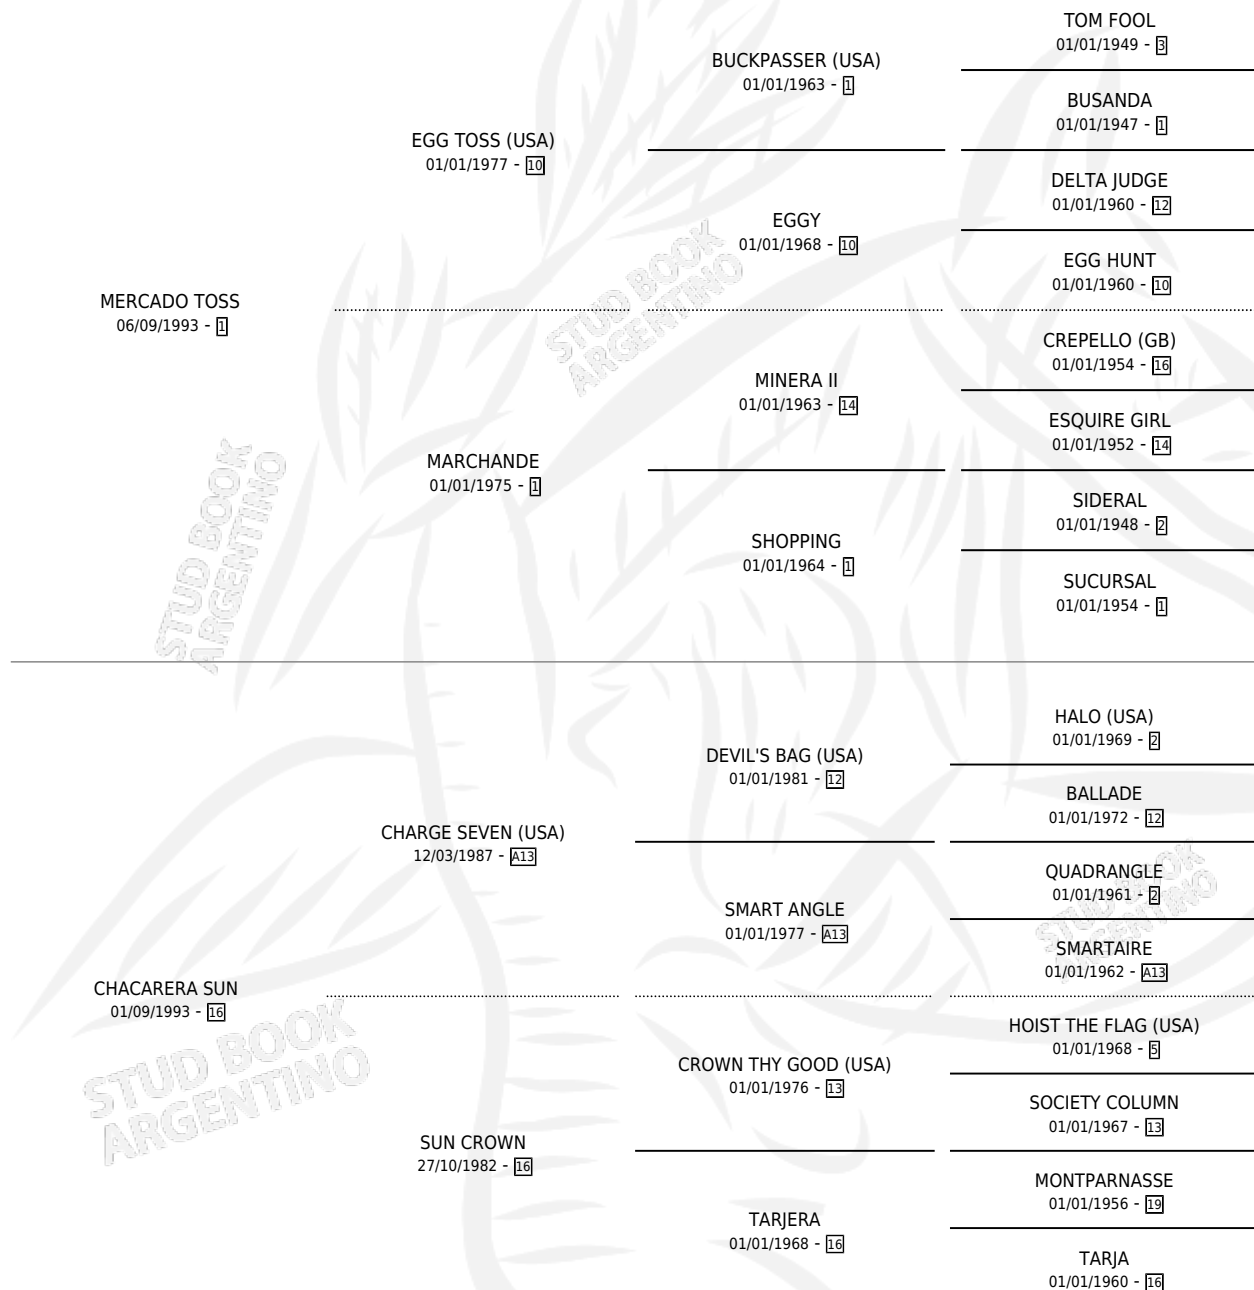 TOM FOOL
01/01/1949 - 3
BUCKPASSER (USA)
01/01/1963 - 1
BUSANDA
01/01/1947 - 1
EGG TOSS (USA)
01/01/1977 - 10
DELTA JUDGE
01/01/1960 - 12
EGGY
01/01/1968 - 10
EGG HUNT
01/01/1960 - 10
MERCADO TOSS
06/09/1993 - 1
CREPELLO (GB)
01/01/1954 - 16
MINERA II
01/01/1963 - 14
ESQUIRE GIRL
01/01/1952 - 14
MARCHANDE
01/01/1975 - 1
SIDERAL
01/01/1948 - 2
SHOPPING
01/01/1964 - 1
SUCURSAL
01/01/1954 - 1
HALO (USA)
01/01/1969 - 2
DEVIL'S BAG (USA)
01/01/1981 - 12
BALLADE
01/01/1972 - 12
CHARGE SEVEN (USA)
12/03/1987 - A13
QUADRANGLE
01/01/1961 - 2
SMART ANGLE
01/01/1977 - A13
SMARTAIRE
01/01/1962 - A13
CHACARERA SUN
01/09/1993 - 16
HOIST THE FLAG (USA)
01/01/1968 - 5
CROWN THY GOOD (USA)
01/01/1976 - 13
SOCIETY COLUMN
01/01/1967 - 13
SUN CROWN
27/10/1982 - 16
MONTPARNASSE
01/01/1956 - 19
TARJERA
01/01/1968 - 16
TARJA
01/01/1960 - 16
STUD BOOK
ARGENTINO
STUD BOOK
ARGENTINO
STUD BOOK
ARGENTINO
STUD BOOK
ARGENTINO